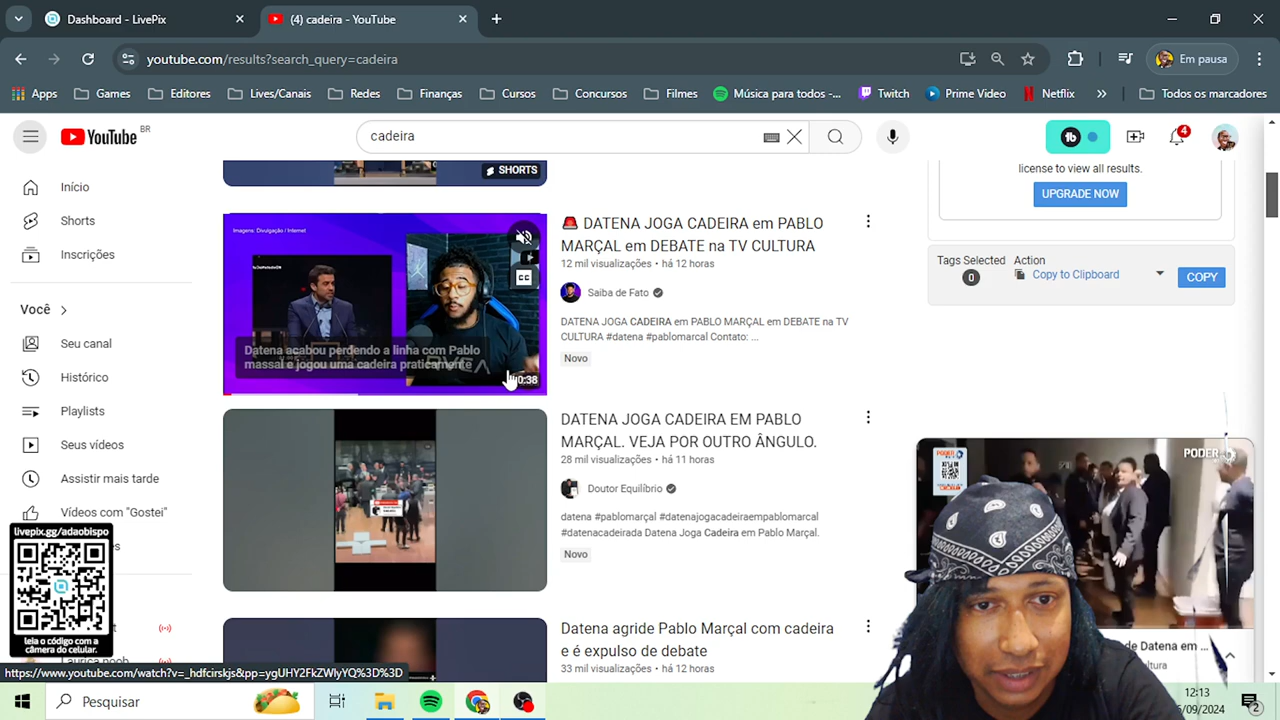 Dashboard - LivePix
(4) cadeira - YouTube
youtube.com/results?search_query=cadeira
Em pausa
Apps
Games
Editores
Lives/Canais
Redes
Finanças
Cursos
Concursos
Filmes
Música para todos -...
Twitch
Prime Video
Netflix
Todos os marcadores
YouTube BR
cadeira
1b
4
Início
Shorts
Inscrições
Você
Seu canal
Histórico
Playlists
Seus vídeos
Assistir mais tarde
Vídeos com "Gostei"
livepix.gg/adaobispo
leia o código com a
câmera do celular.
SHORTS
Imagens: Divulgação / Internet
CC
Datena acabou perdendo a linha com Pablo
massal e jogou uma cadeira praticamente
0:38
DATENA JOGA CADEIRA em PABLO
MARÇAL em DEBATE na TV CULTURA
12 mil visualizações • há 12 horas
Saiba de Fato
DATENA JOGA CADEIRA em PABLO MARÇAL em DEBATE na TV
CULTURA #datena #pablomarcal Contato: ...
Novo
DATENA JOGA CADEIRA EM PABLO
MARÇAL. VEJA POR OUTRO ÂNGULO.
28 mil visualizações • há 11 horas
Doutor Equilíbrio
datena #pablomarçal #datenajogacadeiraempablomarcal
#datenacadeirada Datena Joga Cadeira em Pablo Marçal.
Novo
Datena agride Pablo Marçal com cadeira
e é expulso de debate
33 mil visualizações • há 12 horas
license to view all results.
UPGRADE NOW
Tags Selected
0
Action
Copy to Clipboard
COPY
PODER
de Datena em ...
https://www.youtube.com/watch?v=_hdfcirskjs&pp=ygUHY2FkZWlyYQ%3D%3D
Pesquisar
12:13
/09/2024
2